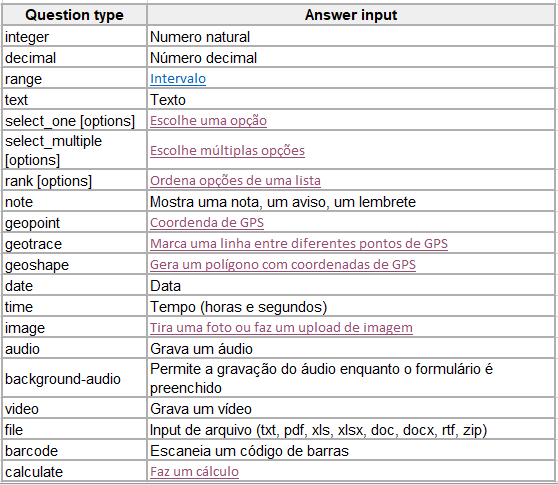 Question type Answer input
integer Numero natural
decimal Número decimal
range Intervalo
text Texto
select_one [options] Escolhe uma opção
select_multiple
[options] Escolhe múltiplas opções
rank [options] Ordena opções de uma lista
note Mostra uma nota, um aviso, um lembrete
geopoint Coordenda de GPS
geotrace Marca uma linha entre diferentes pontos de GPS
geoshape Gera um polígono com coordenadas de GPS
date Data
time Tempo (horas e segundos)
image Tira uma foto ou faz um upload de imagem
audio Grava um áudio
background-audio Permite a gravação do áudio enquanto o formulário é
preenchido
video Grava um vídeo
file Input de arquivo (txt, pdf, xls, xlsx, doc, docx, rtf, zip)
barcode Escaneia um código de barras
calculate Faz um cálculo